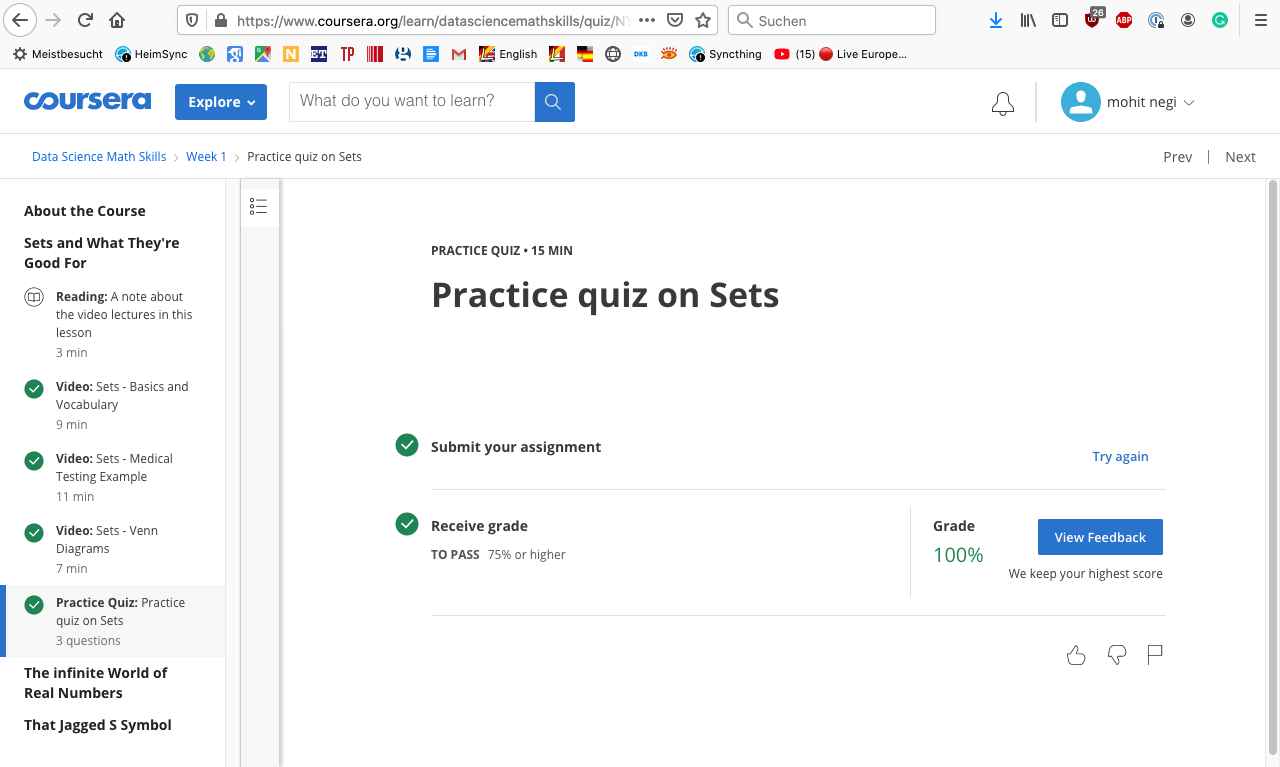 https://www.coursera.org/learn/datasciencemathskills/quiz/NY
Suchen
26
ABP
Meistbesucht
HeimSync
N
ET
TP
English
DKB
Syncthing
(15)
Live Europe...
coursera
Explore
What do you want to learn?
mohit negi
Data Science Math Skills
Week 1
Practice quiz on Sets
Prev
Next
About the Course
Sets and What They're
Good For
Reading: A note about
the video lectures in this
lesson
3 min
Video: Sets - Basics and
Vocabulary
9 min
Video: Sets - Medical
Testing Example
11 min
Video: Sets - Venn
Diagrams
7 min
Practice Quiz: Practice
quiz on Sets
3 questions
The infinite World of
Real Numbers
That Jagged S Symbol
PRACTICE QUIZ • 15 MIN
Practice quiz on Sets
Submit your assignment
Try again
Receive grade
TO PASS 75% or higher
Grade
100%
View Feedback
We keep your highest score